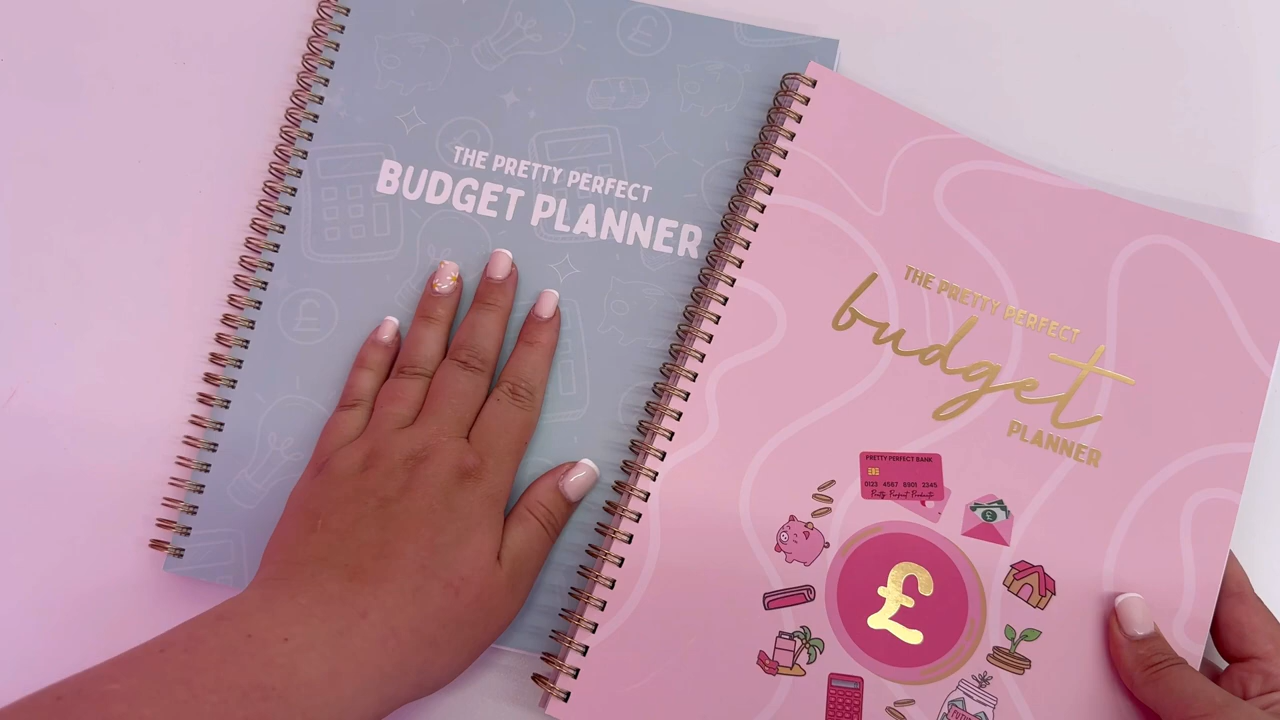 THE PRETTY PERFECT
BUDGET PLANNER
THE PRETTY PERFECT
budget
PLANNER
PRETTY PERFECT BANK
0123 4567 8901 2345
Pretty Perfect Products
£